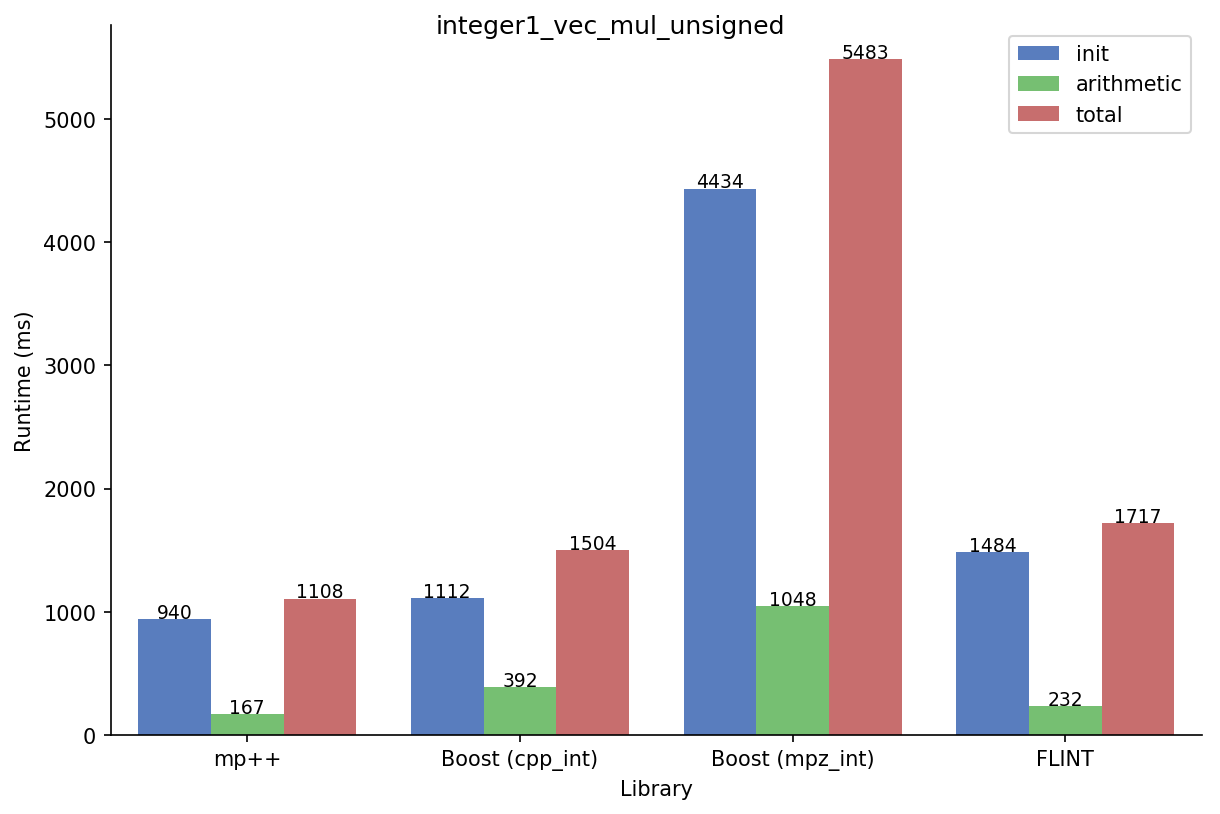 integer1_vec_mul_unsigned
init
arithmetic
total
Runtime (ms)
5000
4000
3000
2000
1000
0
940
167
1108
1112
392
1504
4434
1048
5483
1484
232
1717
mp++
Boost (cpp_int)
Boost (mpz_int)
FLINT
Library